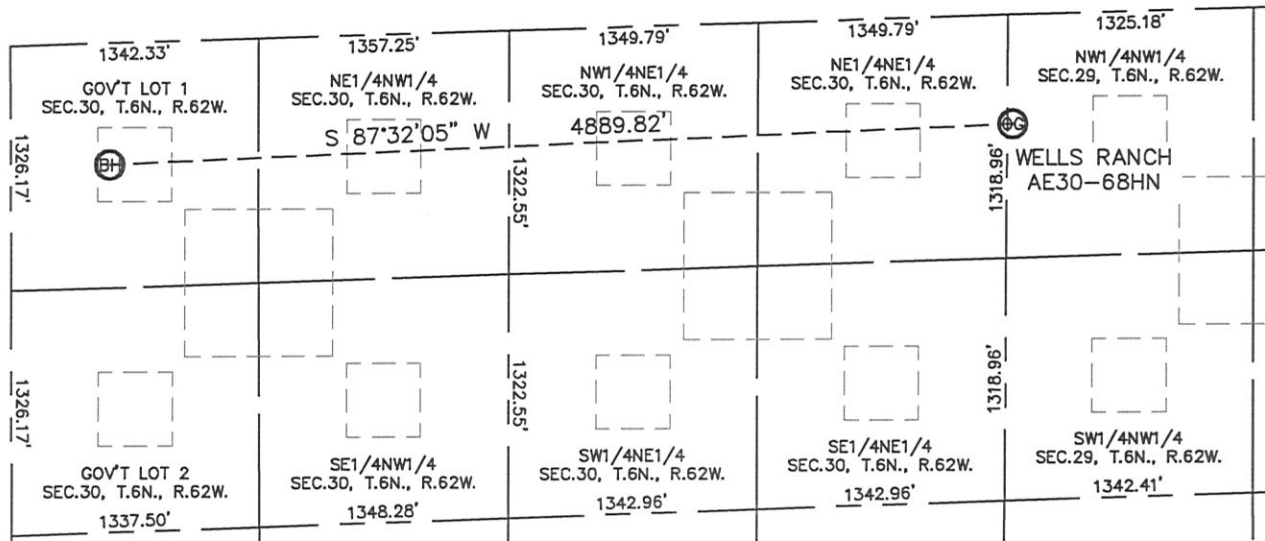 1342.33'
1357.25'
1349.79'
1349.79'
1325.18'
GOV'T LOT 1
SEC.30, T.6N., R.62W.
NE1/4NW1/4
SEC.30, T.6N., R.62W.
NW1/4NE1/4
SEC.30, T.6N., R.62W.
NE1/4NE1/4
SEC.30, T.6N., R.62W.
NW1/4NW1/4
SEC.29, T.6N., R.62W.
BH
S 87°32'05" W
4889.82'
WELLS RANCH
AE30-68HN
1326.17'
1322.55'
1318.96'
1326.17'
1322.55'
1318.96'
GOV'T LOT 2
SEC.30, T.6N., R.62W.
SE1/4NW1/4
SEC.30, T.6N., R.62W.
SW1/4NE1/4
SEC.30, T.6N., R.62W.
SE1/4NE1/4
SEC.30, T.6N., R.62W.
SW1/4NW1/4
SEC.29, T.6N., R.62W.
1337.50'
1348.28'
1342.96'
1342.96'
1342.41'